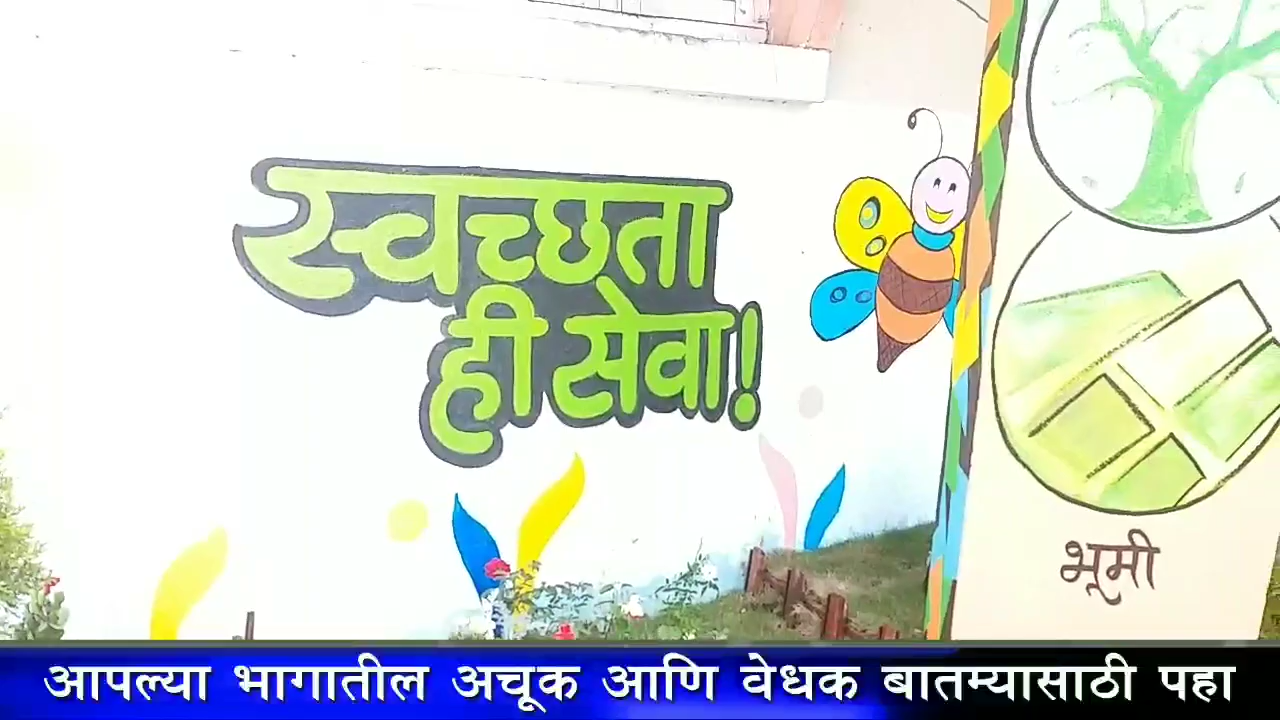 स्वच्छता
ही सेवा!
भूमी
आपल्या भागातील अचूक आणि वेधक बातम्यासाठी पहा